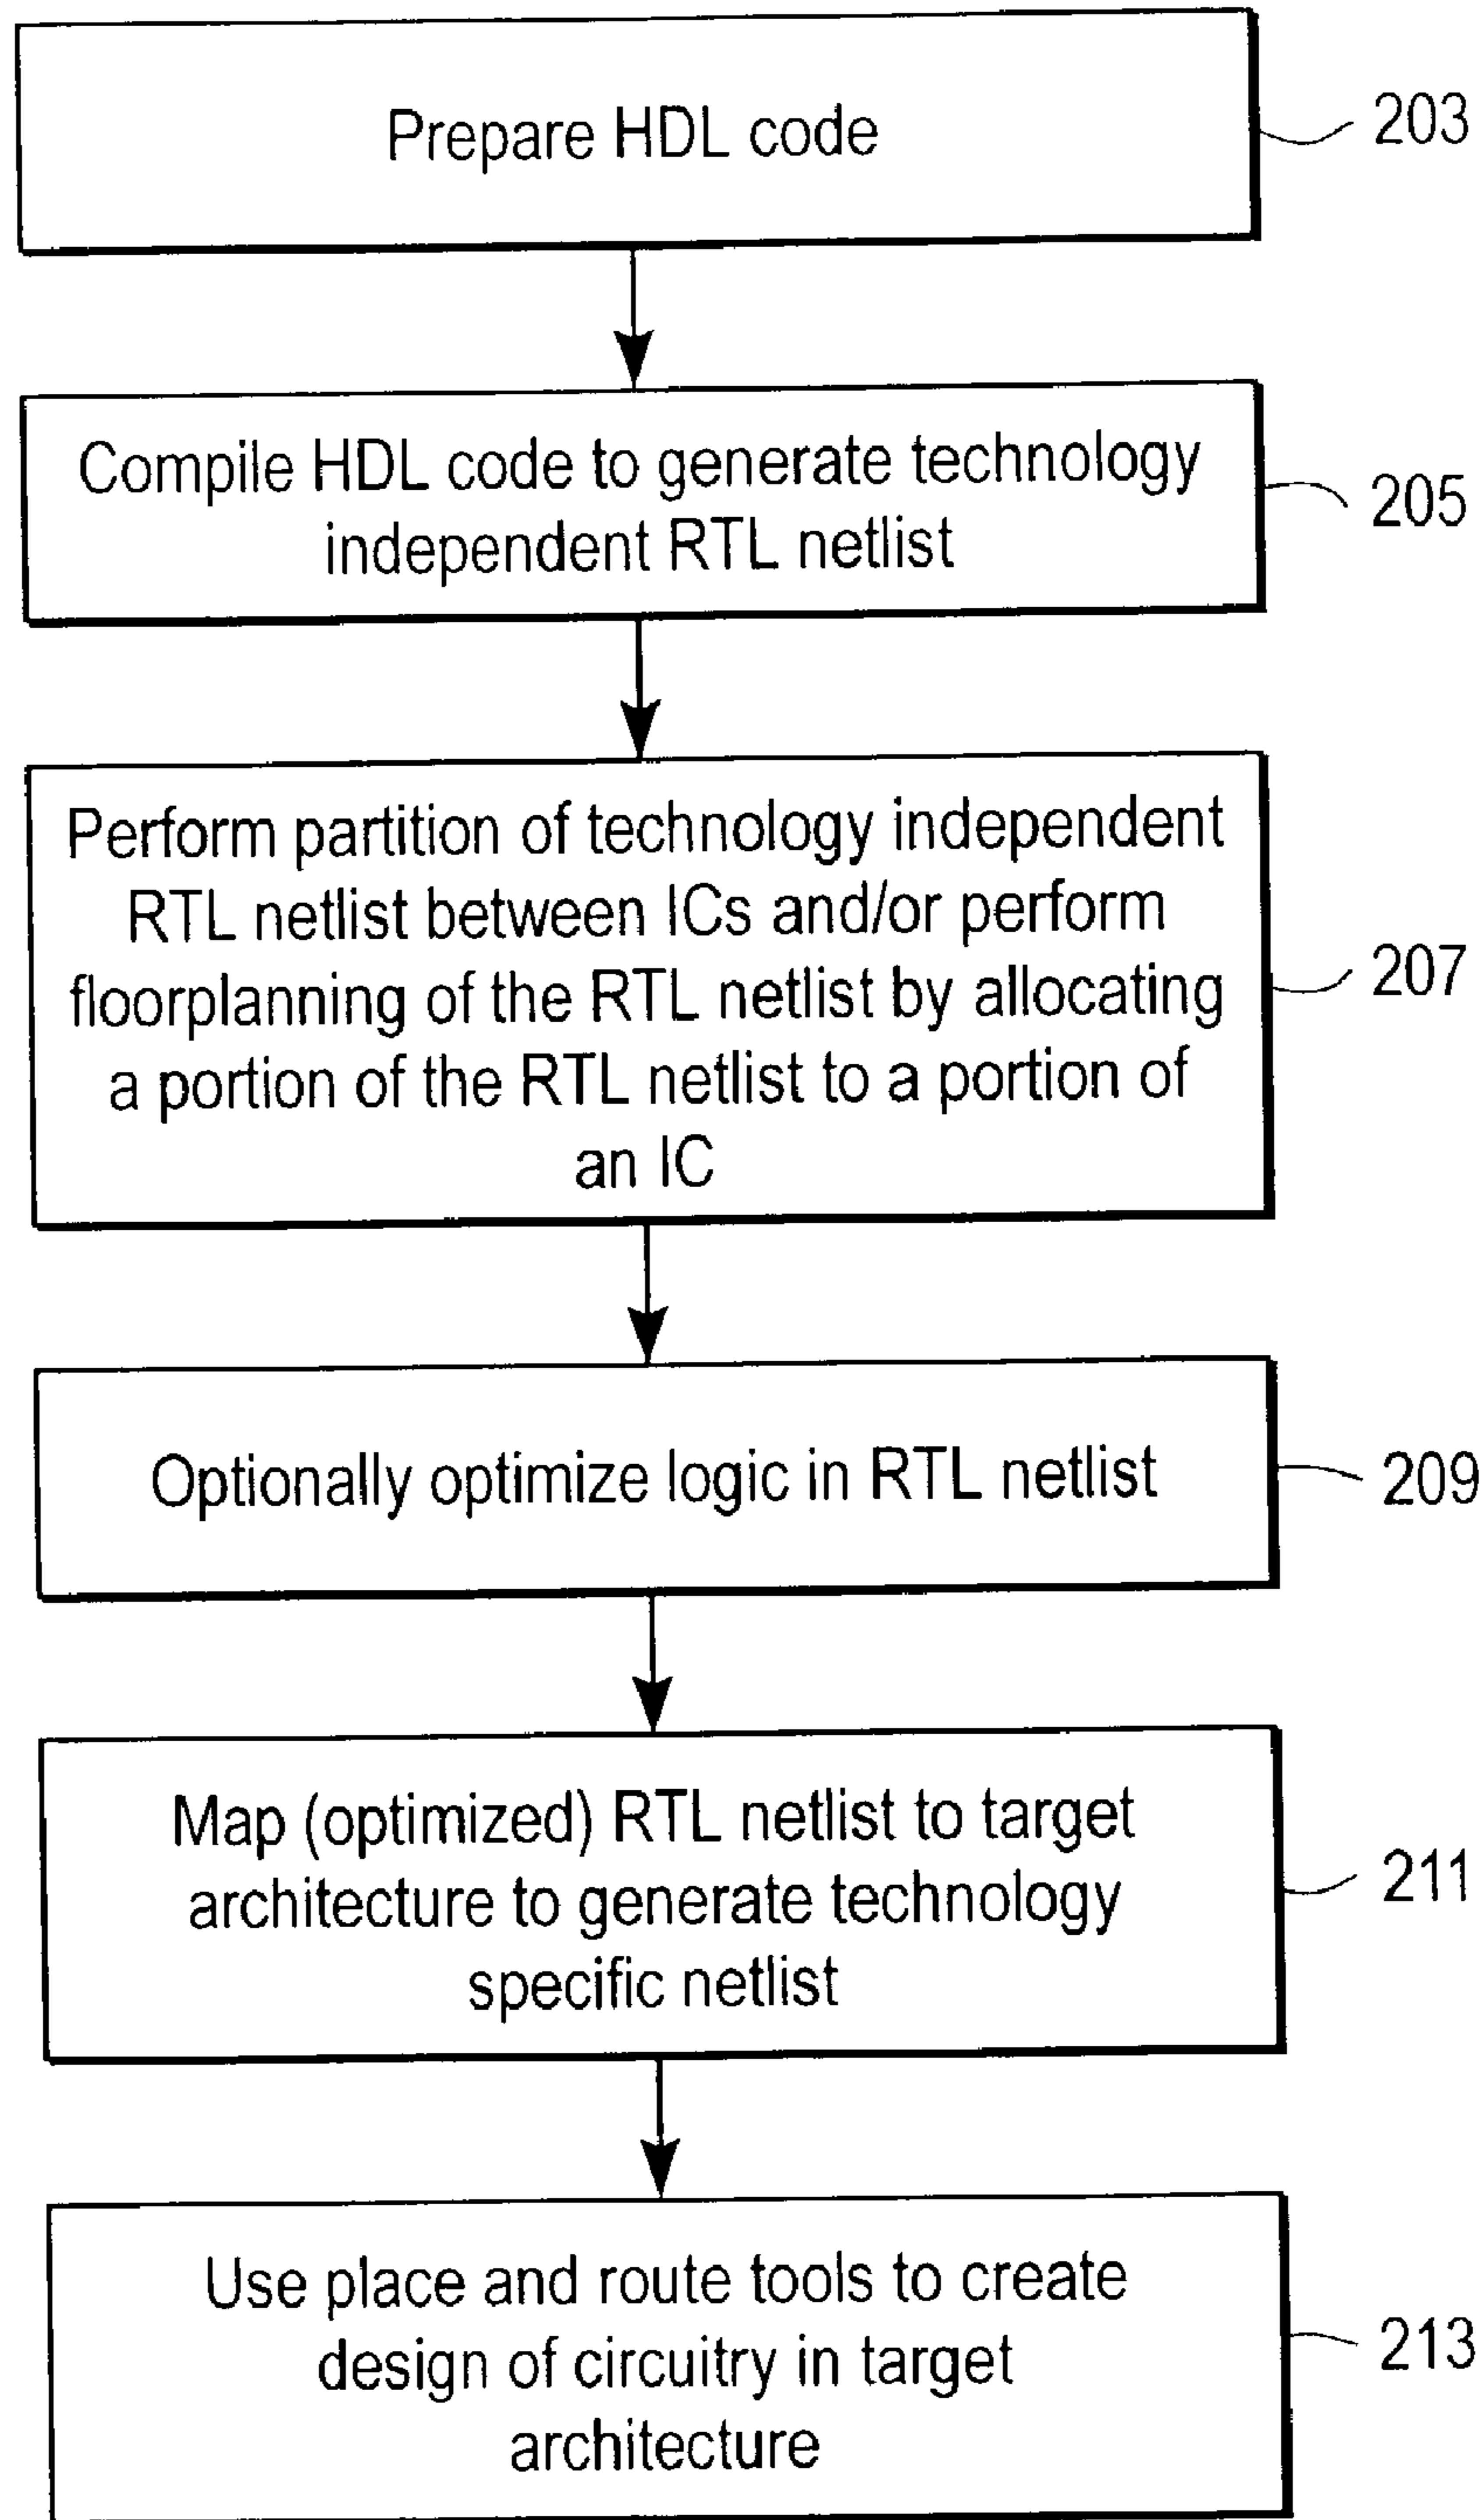 Prepare HDL code
203
Compile HDL code to generate technology
independent RTL netlist
205
Perform partition of technology independent
RTL netlist between ICs and/or perform
floorplanning of the RTL netlist by allocating
a portion of the RTL netlist to a portion of
an IC
207
Optionally optimize logic in RTL netlist
209
Map (optimized) RTL netlist to target
architecture to generate technology
specific netlist
211
Use place and route tools to create
design of circuitry in target
architecture
213